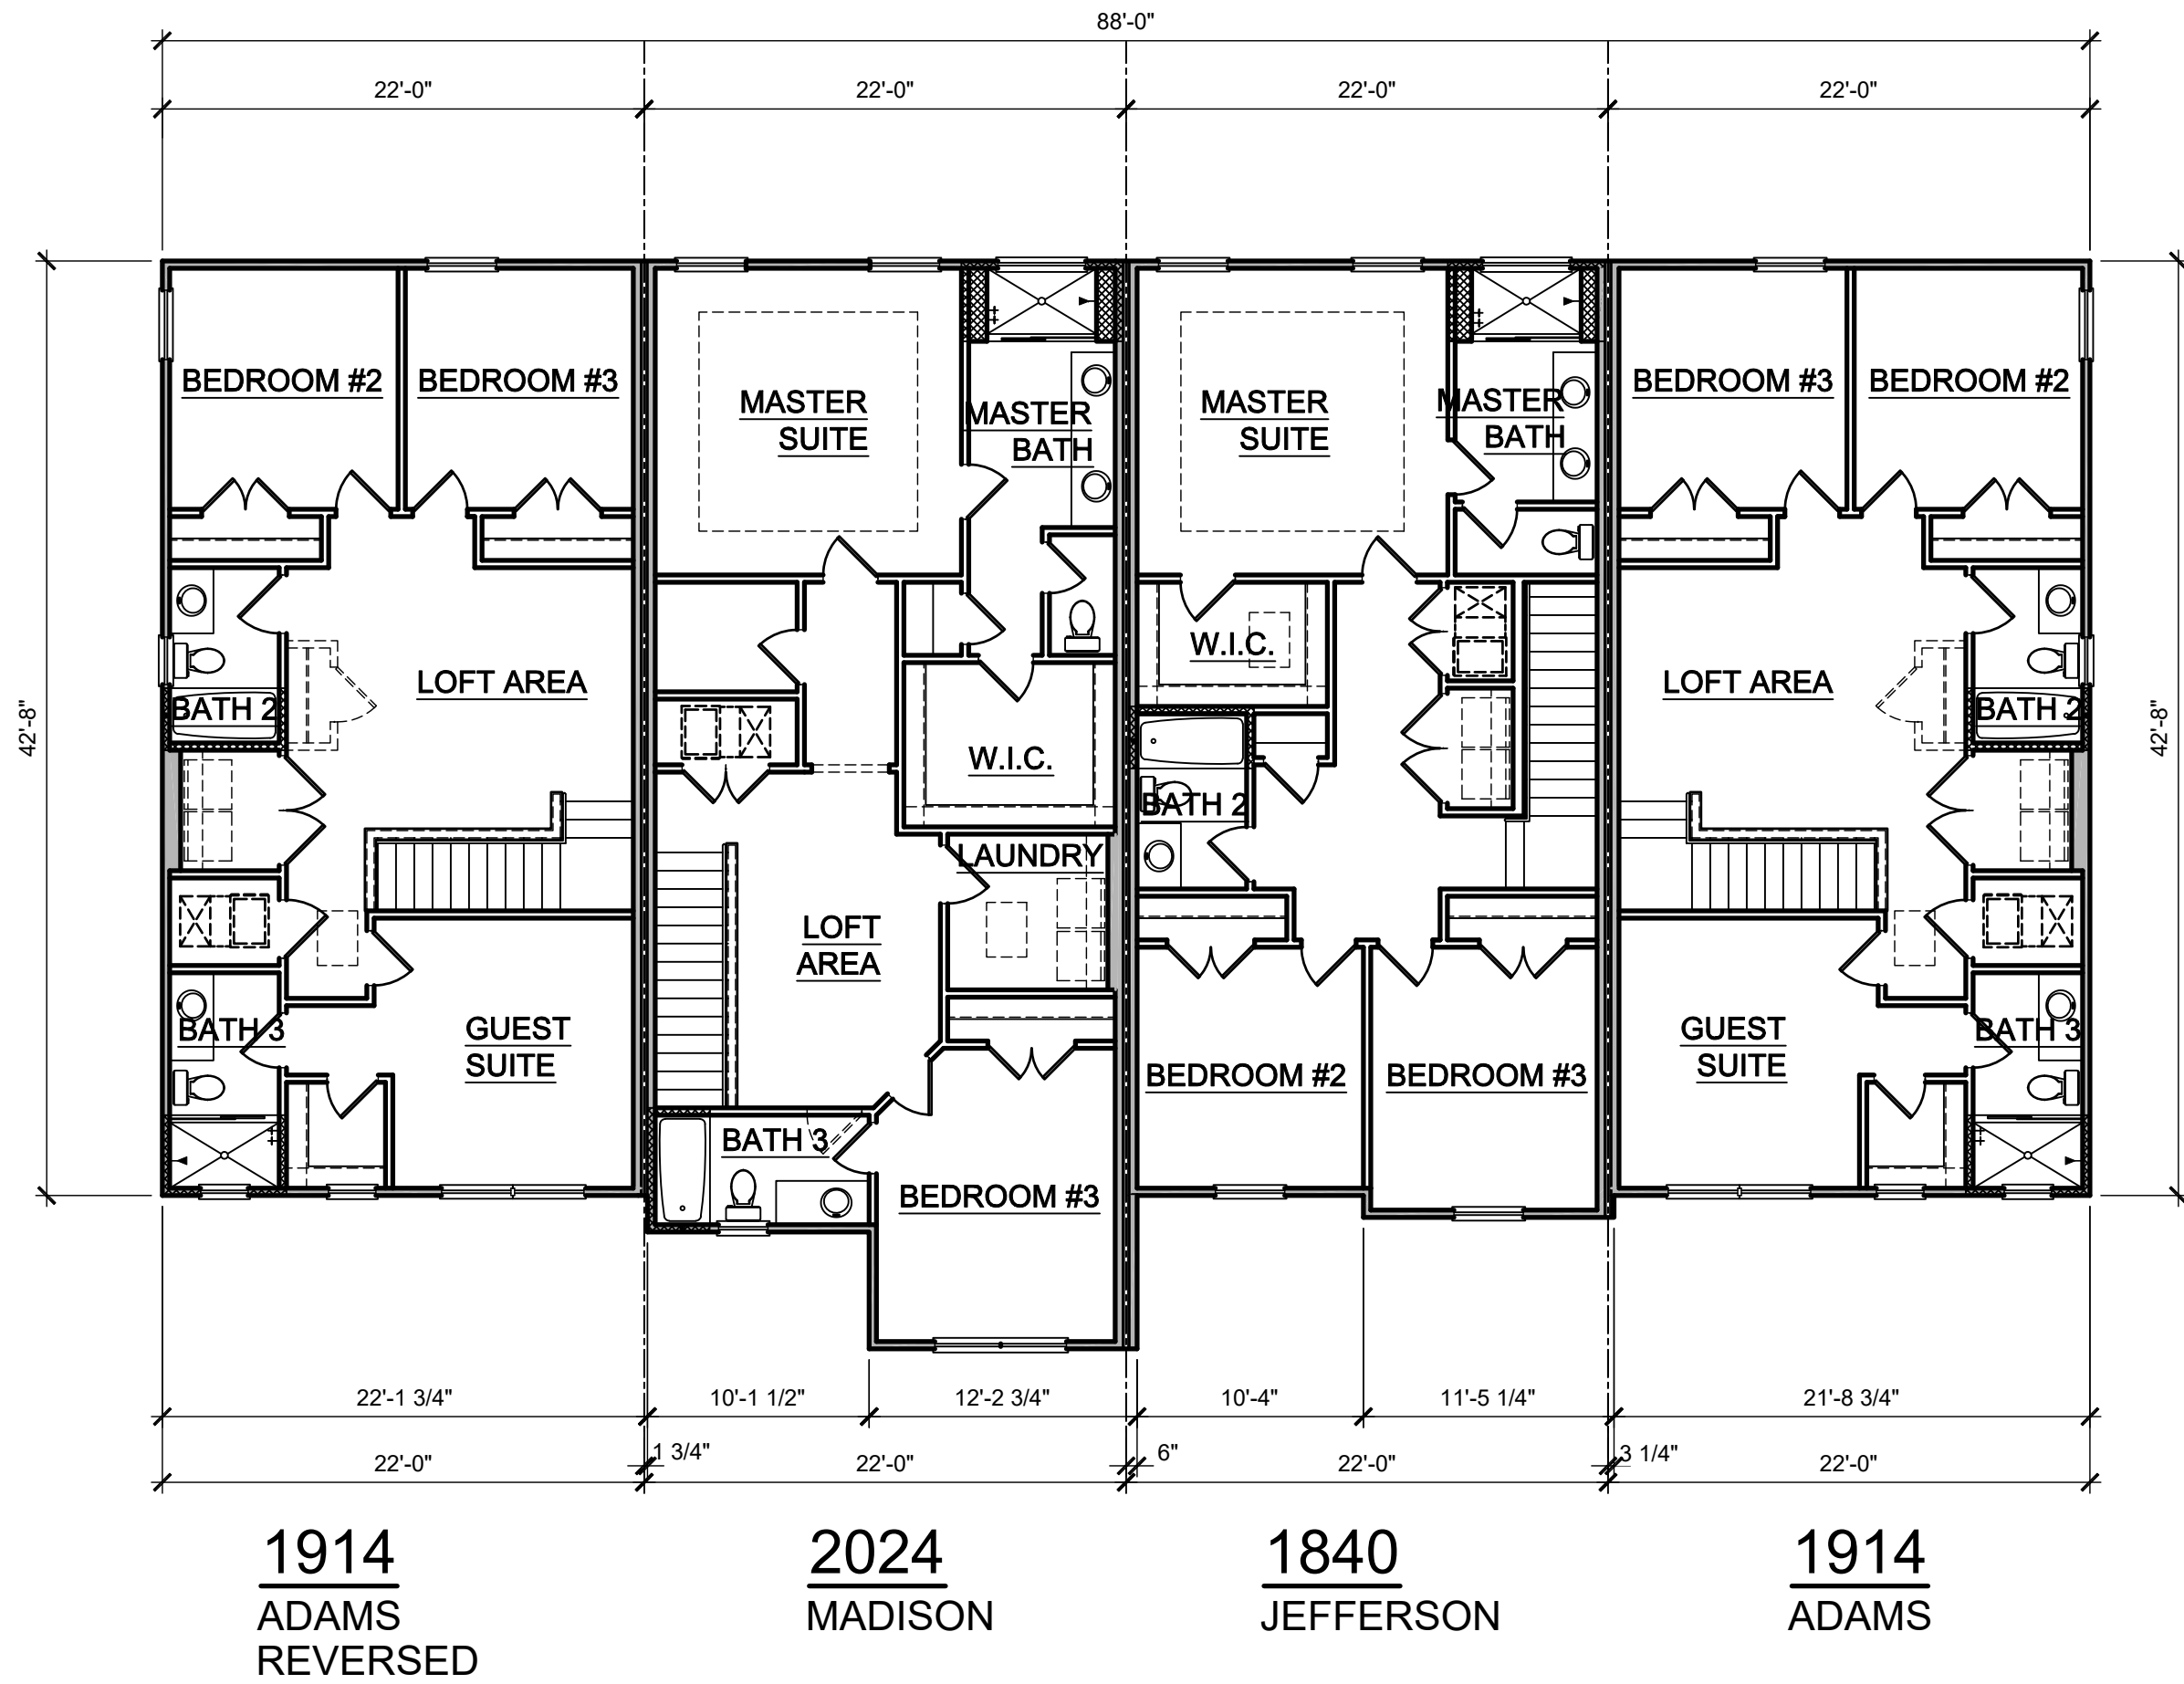 88'-0"
22'-0"
22'-0"
22'-0"
22'-0"
42'-8"
42'-8"
BEDROOM #2
BEDROOM #3
BATH 2
LOFT AREA
BATH 3
GUEST
SUITE
MASTER
SUITE
MASTER
BATH
W.I.C.
LAUNDRY
LOFT
AREA
BATH 3
BEDROOM #3
MASTER
SUITE
MASTER
BATH
W.I.C.
BATH 2
BEDROOM #2
BEDROOM #3
BEDROOM #3
BEDROOM #2
LOFT AREA
BATH 2
GUEST
SUITE
BATH 3
22'-1 3/4"
10'-1 1/2"
12'-2 3/4"
10'-4"
11'-5 1/4"
21'-8 3/4"
22'-0"
1 3/4"
22'-0"
6"
22'-0"
3 1/4"
22'-0"
1914
ADAMS
REVERSED
2024
MADISON
1840
JEFFERSON
1914
ADAMS